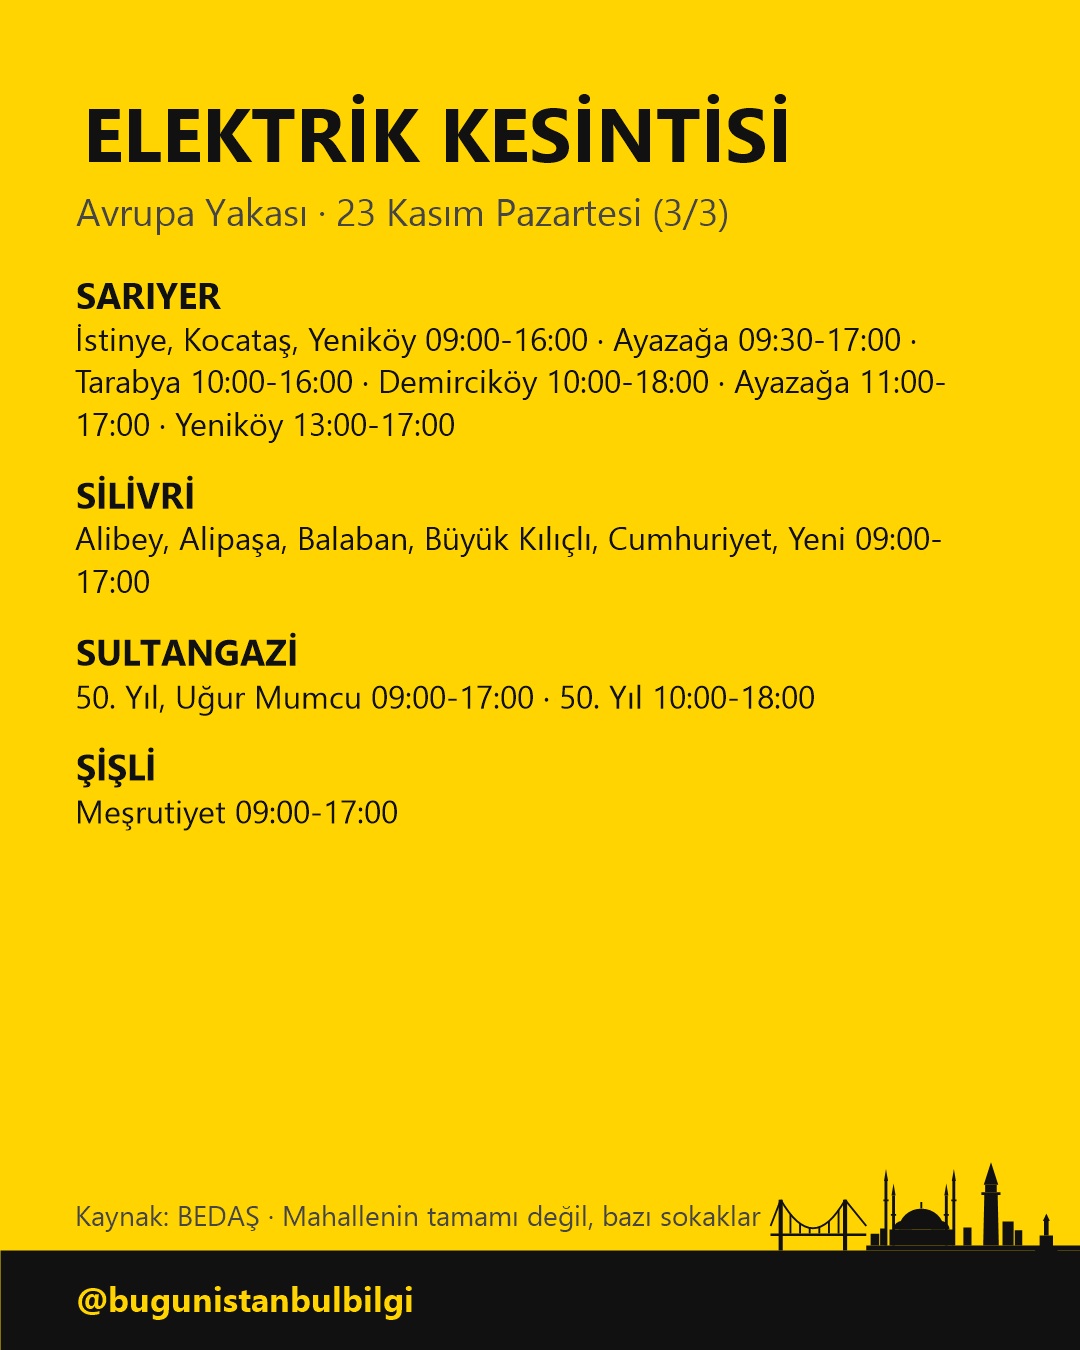 ELEKTRİK KESİNTİSİ
Avrupa Yakası · 23 Kasım Pazartesi (3/3)
SARIYER
İstinye, Kocataş, Yeniköy 09:00-16:00 · Ayazağa 09:30-17:00 ·
Tarabya 10:00-16:00 · Demirciköy 10:00-18:00 · Ayazağa 11:00-
17:00 · Yeniköy 13:00-17:00
SİLİVRİ
Alibey, Alipaşa, Balaban, Büyük Kılıçlı, Cumhuriyet, Yeni 09:00-
17:00
SULTANGAZİ
50. Yıl, Uğur Mumcu 09:00-17:00 · 50. Yıl 10:00-18:00
ŞİŞLİ
Meşrutiyet 09:00-17:00
Kaynak: BEDAŞ · Mahallenin tamamı değil, bazı sokaklar
@bugunistanbulbilgi